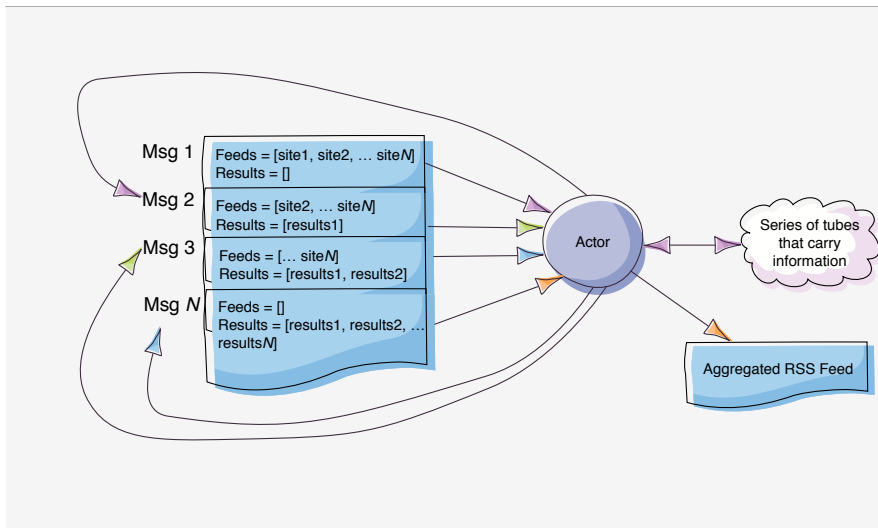 Msg 1
Feeds = [site1, site2, … siteN]
Results = []
Msg 2
Feeds = [site2, … siteN]
Results = [results1]
Msg 3
Feeds = [… siteN]
Results = [results1, results2]
Msg N
Feeds = []
Results = [results1, results2, …
resultsN]
Actor
Series of tubes
that carry
information
Aggregated RSS Feed